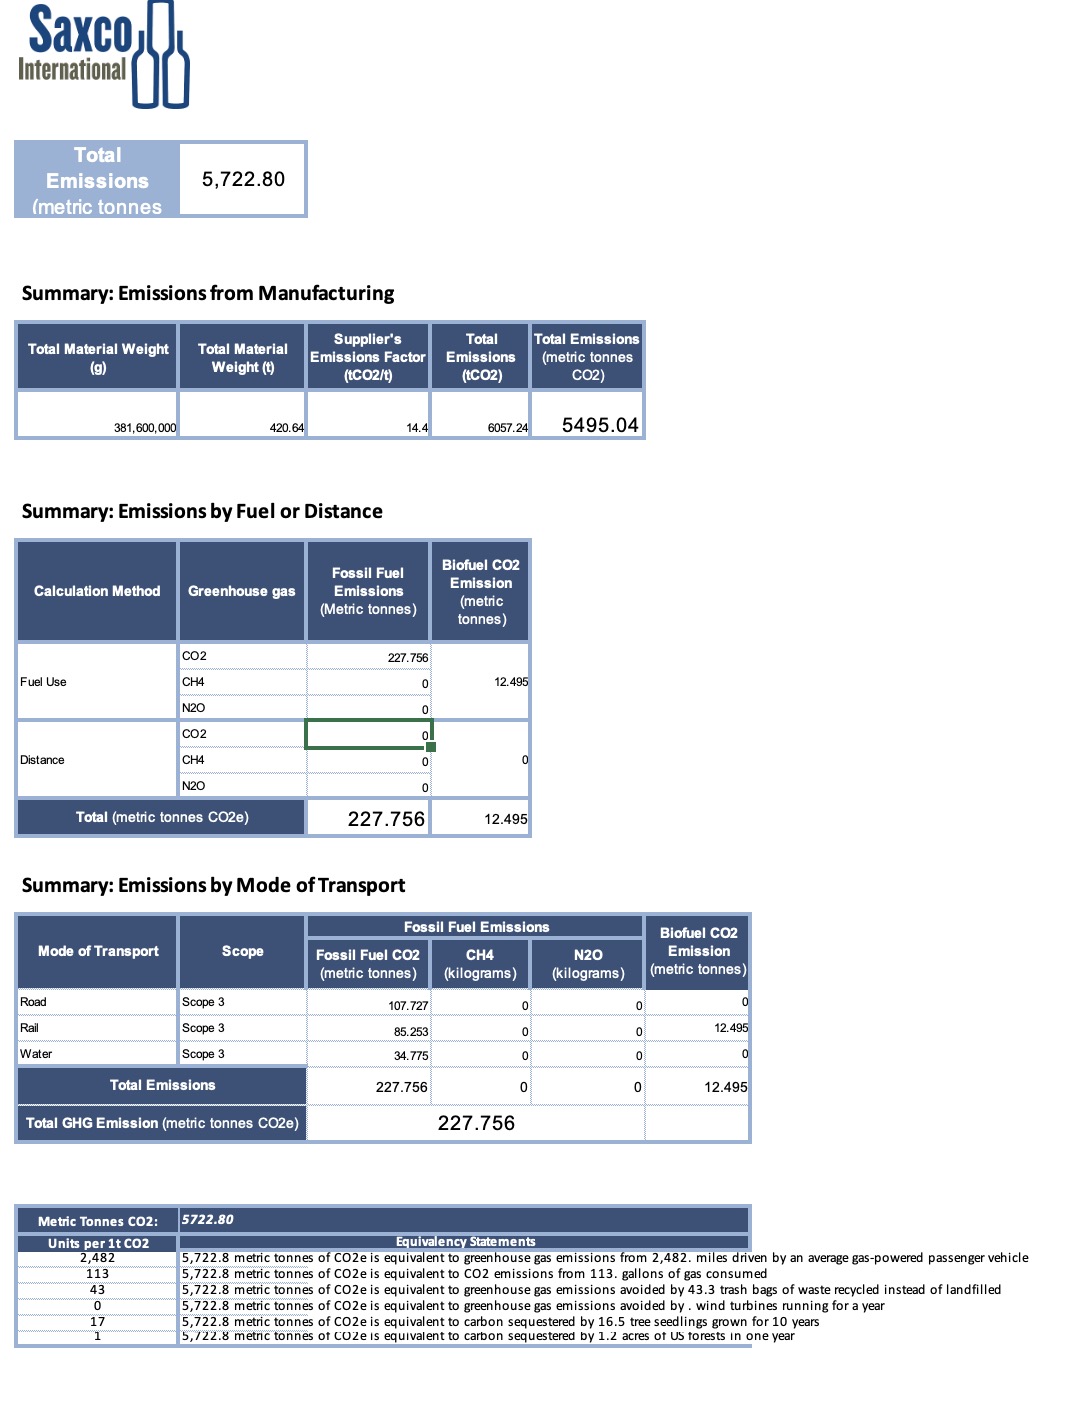 Saxco
International
Total
Emissions
(metric tonnes
5,722.80
Summary: Emissions from Manufacturing
Total Material Weight (g) Total Material Weight (t) Supplier's Emissions Factor (tCO2/t) Total Emissions (tCO2) Total Emissions (metric tonnes CO2)
381,600,000 420.64 14.4 6057.24 5495.04
Summary: Emissions by Fuel or Distance
Calculation Method Greenhouse gas Fossil Fuel Emissions (Metric tonnes) Biofuel CO2 Emission (metric tonnes)
Fuel Use
CO2 227.756
CH4 0 12.495
N2O 0
Distance
CO2 0
CH4 0 0
N2O 0
Total (metric tonnes CO2e) 227.756 12.495
Summary: Emissions by Mode of Transport
Mode of Transport Scope Fossil Fuel Emissions Biofuel CO2 Emission (metric tonnes)
Fossil Fuel CO2 (metric tonnes) CH4 (kilograms) N2O (kilograms)
Road Scope 3 107.727 0 0 0
Rail Scope 3 85.253 0 0 12.495
Water Scope 3 34.775 0 0 0
Total Emissions 227.756 0 0 12.495
Total GHG Emission (metric tonnes CO2e) 227.756
Metric Tonnes CO2: 5722.80
Units per 1t CO2 Equivalency Statements
2,482 5,722.8 metric tonnes of CO2e is equivalent to greenhouse gas emissions from 2,482. miles driven by an average gas-powered passenger vehicle
113 5,722.8 metric tonnes of CO2e is equivalent to CO2 emissions from 113. gallons of gas consumed
43 5,722.8 metric tonnes of CO2e is equivalent to greenhouse gas emissions avoided by 43.3 trash bags of waste recycled instead of landfilled
0 5,722.8 metric tonnes of CO2e is equivalent to greenhouse gas emissions avoided by . wind turbines running for a year
17 5,722.8 metric tonnes of CO2e is equivalent to carbon sequestered by 16.5 tree seedlings grown for 10 years
1 5,722.8 metric tonnes of CO2e is equivalent to carbon sequestered by 1.2 acres of US forests in one year